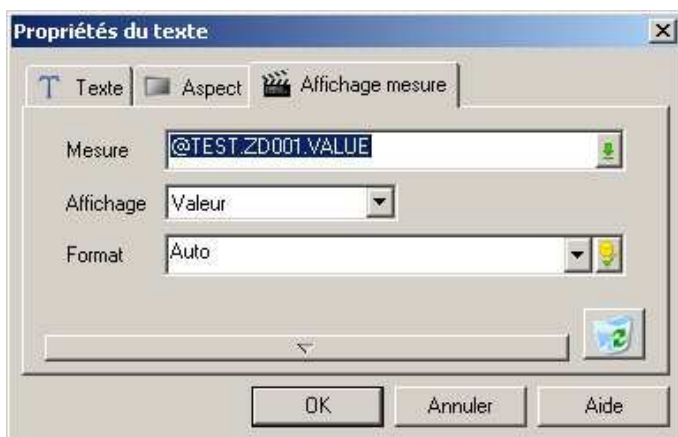 Propriétés du texte
Texte Aspect Affichage mesure
Mesure @TEST.ZD001.VALUE
Affichage Valeur
Format Auto
OK Annuler Aide